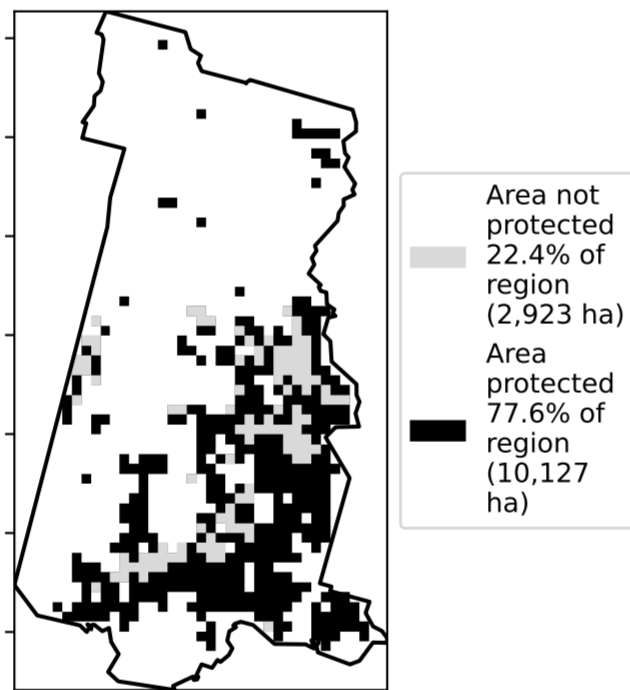 Area not
protected
22.4% of
region
(2,923 ha)
Area
protected
77.6% of
region
(10,127
ha)